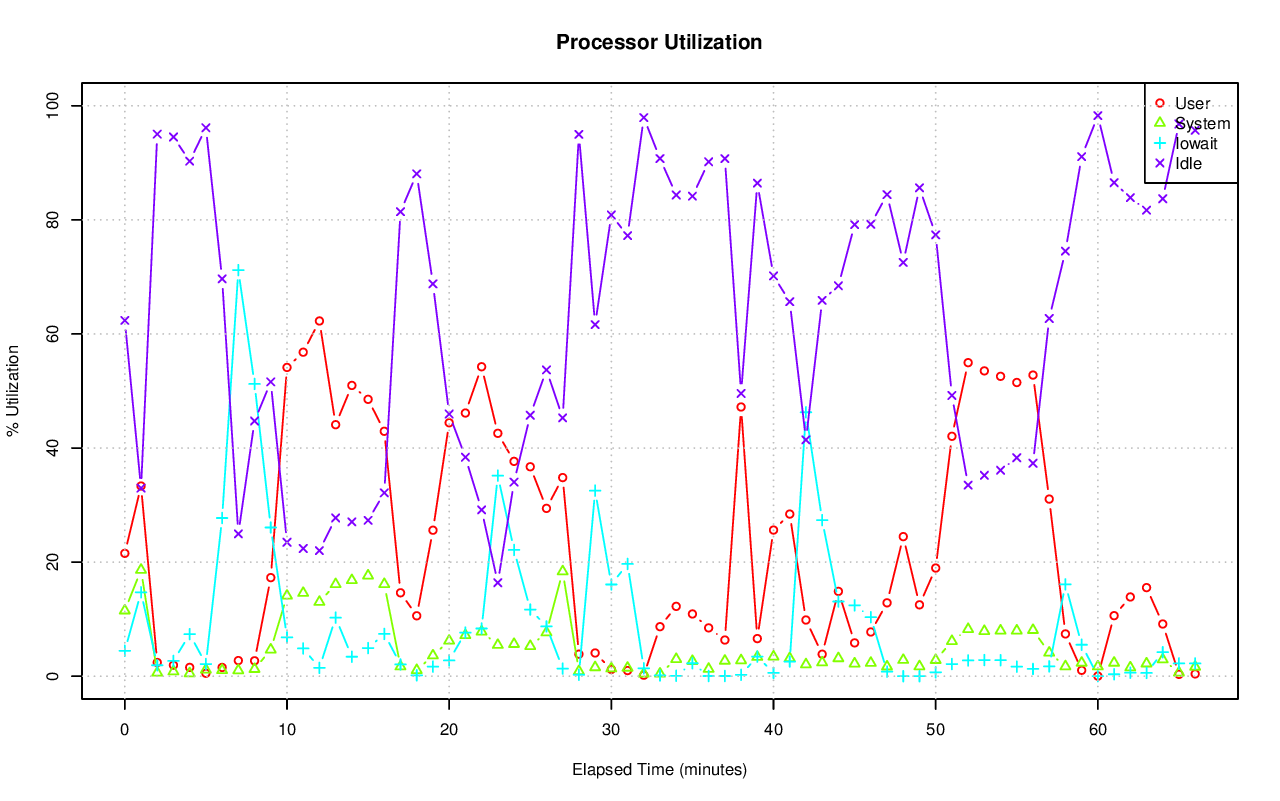 Processor Utilization
100
80
60
40
20
0
% Utilization
User
System
Iowait
Idle
0 10 20 30 40 50 60
Elapsed Time (minutes)